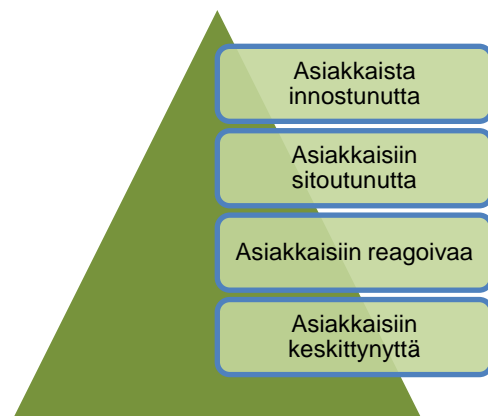 Asiakkaista
innostunutta
Asiakkaisiin
sitoutunutta
Asiakkaisiin reagoivaa
Asiakkaisiin
keskittynyttä